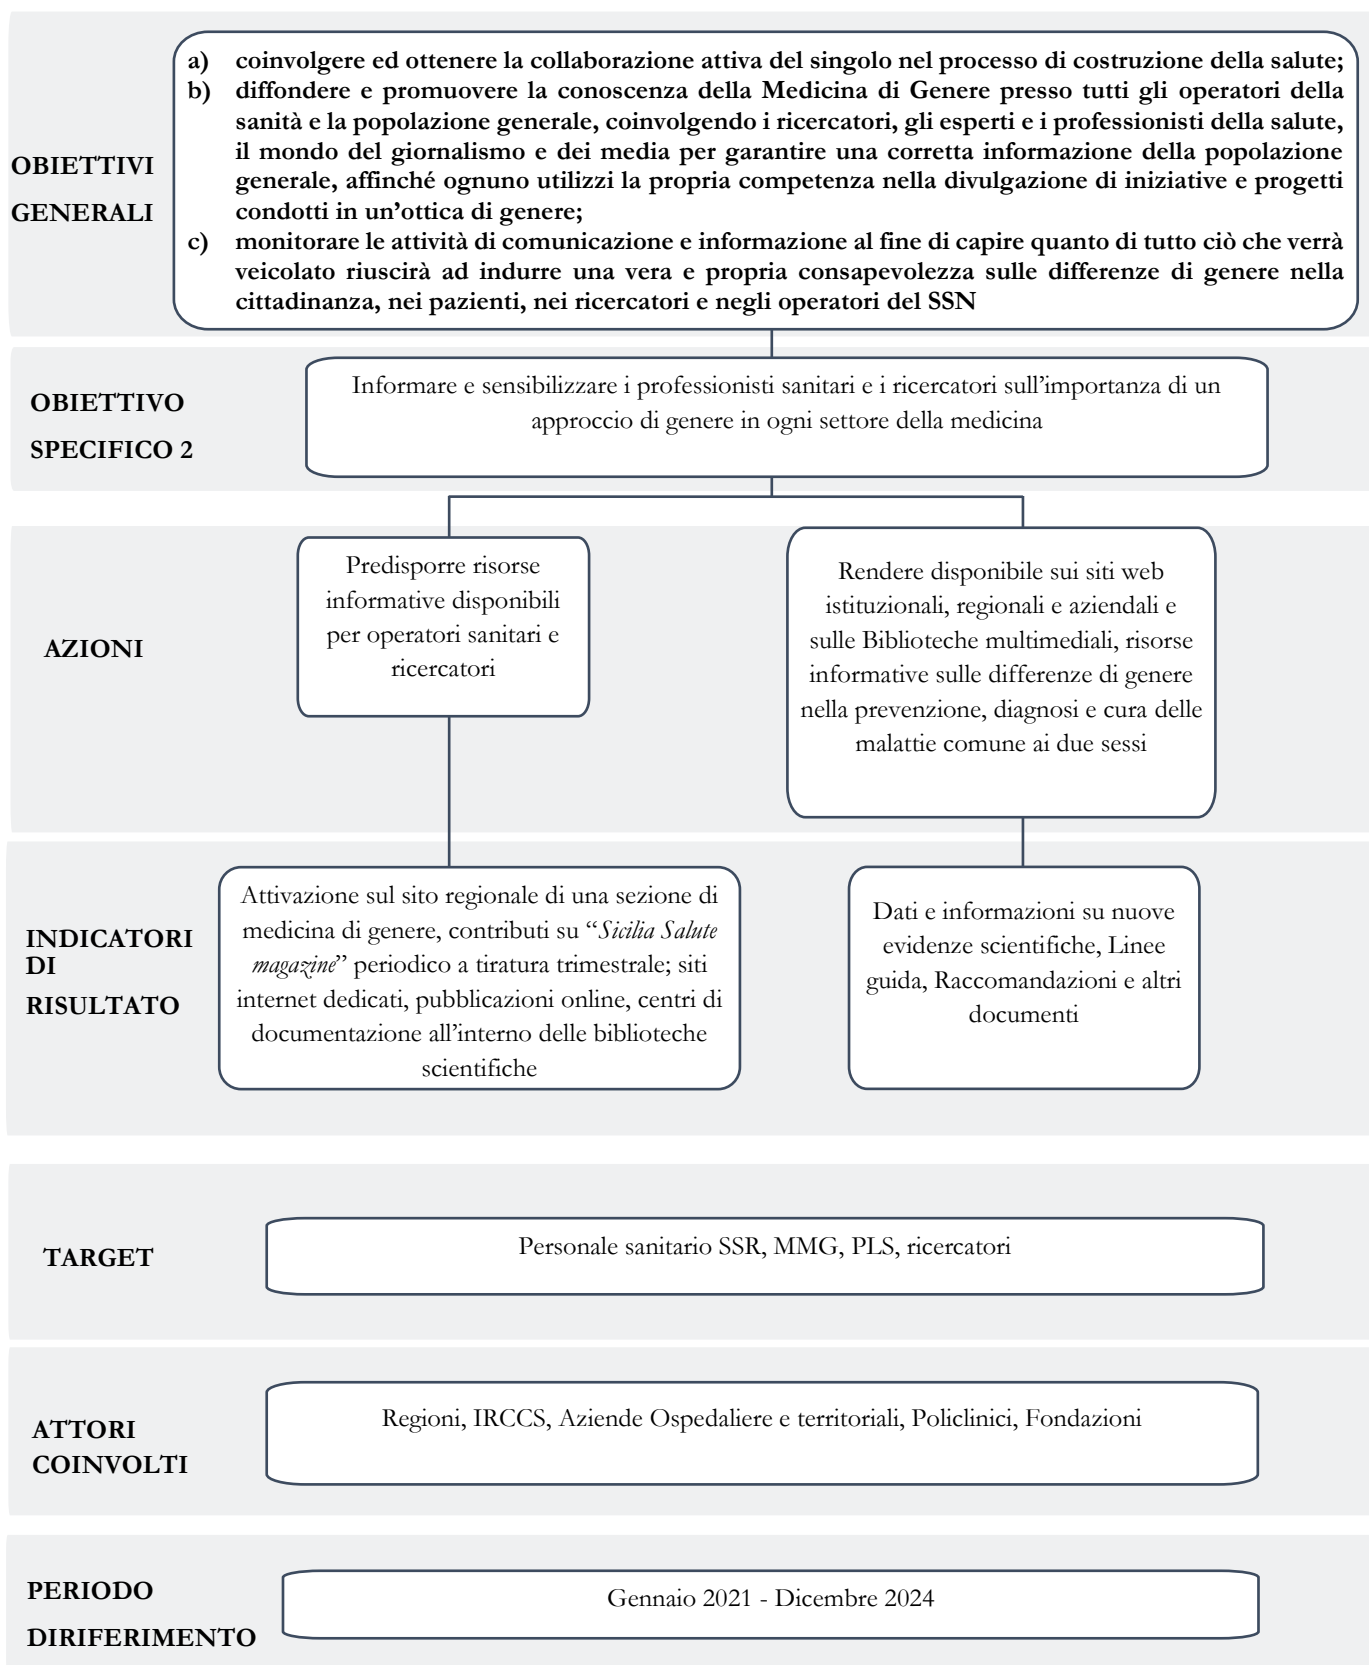 OBIETTIVI
GENERALI
a) coinvolgere ed ottenere la collaborazione attiva del singolo nel processo di costruzione della salute;
b) diffondere e promuovere la conoscenza della Medicina di Genere presso tutti gli operatori della
sanità e la popolazione generale, coinvolgendo i ricercatori, gli esperti e i professionisti della salute,
il mondo del giornalismo e dei media per garantire una corretta informazione della popolazione
generale, affinché ognuno utilizzi la propria competenza nella divulgazione di iniziative e progetti
condotti in un’ottica di genere;
c) monitorare le attività di comunicazione e informazione al fine di capire quanto di tutto ciò che verrà
veicolato riuscirà ad indurre una vera e propria consapevolezza sulle differenze di genere nella
cittadinanza, nei pazienti, nei ricercatori e negli operatori del SSN
OBIETTIVO
SPECIFICO 2
Informare e sensibilizzare i professionisti sanitari e i ricercatori sull’importanza di un
approccio di genere in ogni settore della medicina
AZIONI
Predisporre risorse
informative disponibili
per operatori sanitari e
ricercatori
Rendere disponibile sui siti web
istituzionali, regionali e aziendali e
sulle Biblioteche multimediali, risorse
informative sulle differenze di genere
nella prevenzione, diagnosi e cura delle
malattie comune ai due sessi
INDICATORI
DI
RISULTATO
Attivazione sul sito regionale di una sezione di
medicina di genere, contributi su “Sicilia Salute
magazine” periodico a tiratura trimestrale; siti
internet dedicati, pubblicazioni online, centri di
documentazione all’interno delle biblioteche
scientifiche
Dati e informazioni su nuove
evidenze scientifiche, Linee
guida, Raccomandazioni e altri
documenti
TARGET
Personale sanitario SSR, MMG, PLS, ricercatori
ATTORI
COINVOLTI
Regioni, IRCCS, Aziende Ospedaliere e territoriali, Policlinici, Fondazioni
PERIODO
DIRIFERIMENTO
Gennaio 2021 - Dicembre 2024